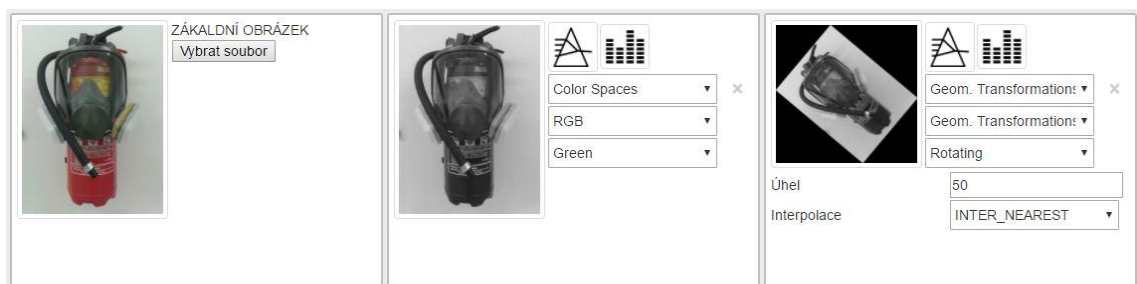 ZÁKALDNÍ OBRÁZEK
Vybrat soubor
Color Spaces
RGB
Green
Geom. Transformations
Geom. Transformations
Rotating
Úhel 50
Interpolace INTER_NEAREST